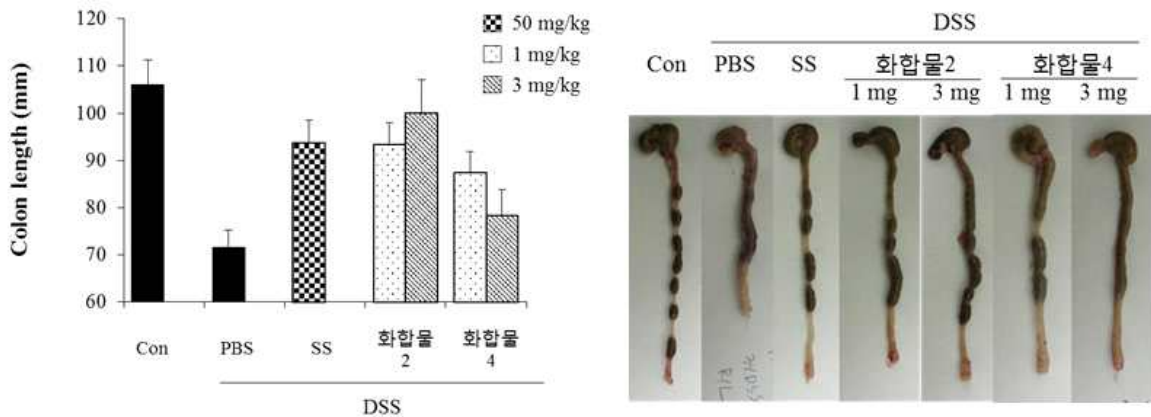 Colon length (mm)
120
110
100
90
80
70
60
50 mg/kg
1 mg/kg
3 mg/kg
Con
PBS
SS
화합물
2
화합물
4
DSS
DSS
Con PBS SS 화합물2 화합물4
1 mg 3 mg 1 mg 3 mg